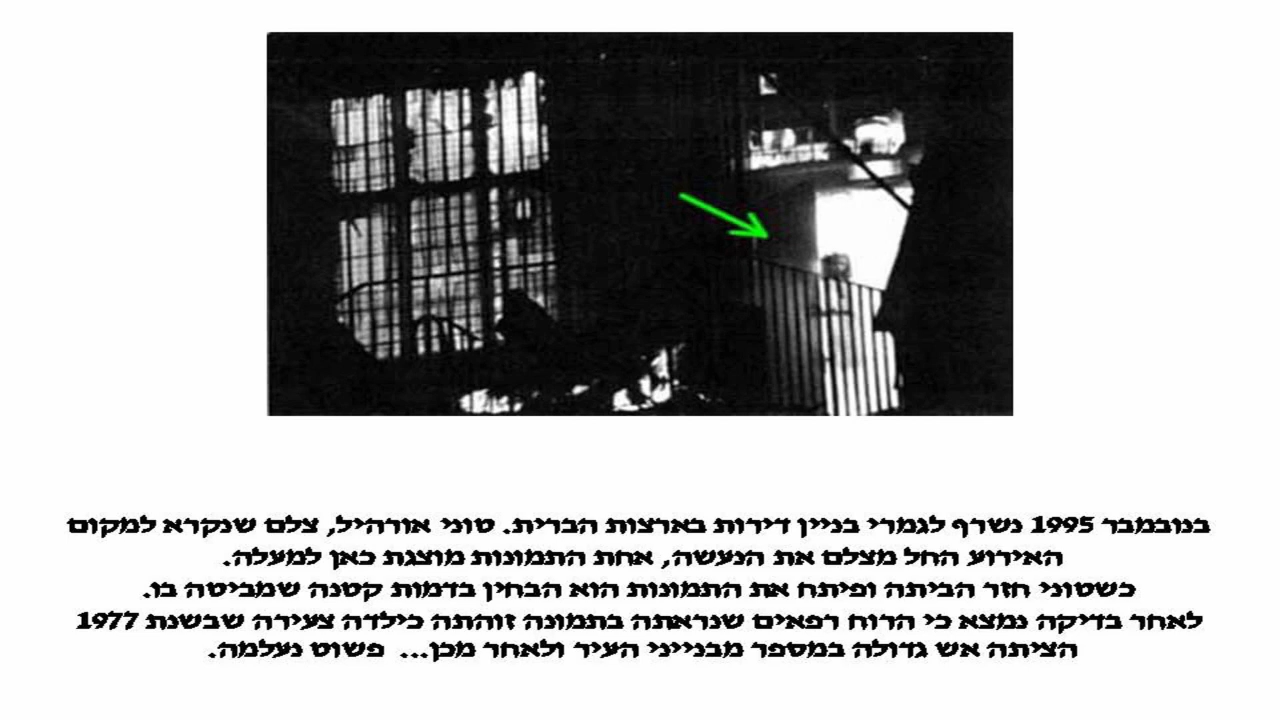 בנובמבר 1995 נשרף לגמרי בניין דירות בארצות הברית. טוני אורהיל, צלם שנקרא למקום
האירוע החל מצלם את הנעשה, אחת התמונות מוצגת כאן למעלה.
כשטוני חזר הביתה ופיתח את התמונות הוא הבחין בדמות קטנה שמביטה בו.
לאחר בדיקה נמצא כי הרוח רפאים שנראתה בתמונה זוהתה כילדה צעירה שבשנת 1977
הציתה אש גדולה במספר מבנייני העיר ולאחר מכן... פשוט נעלמה.